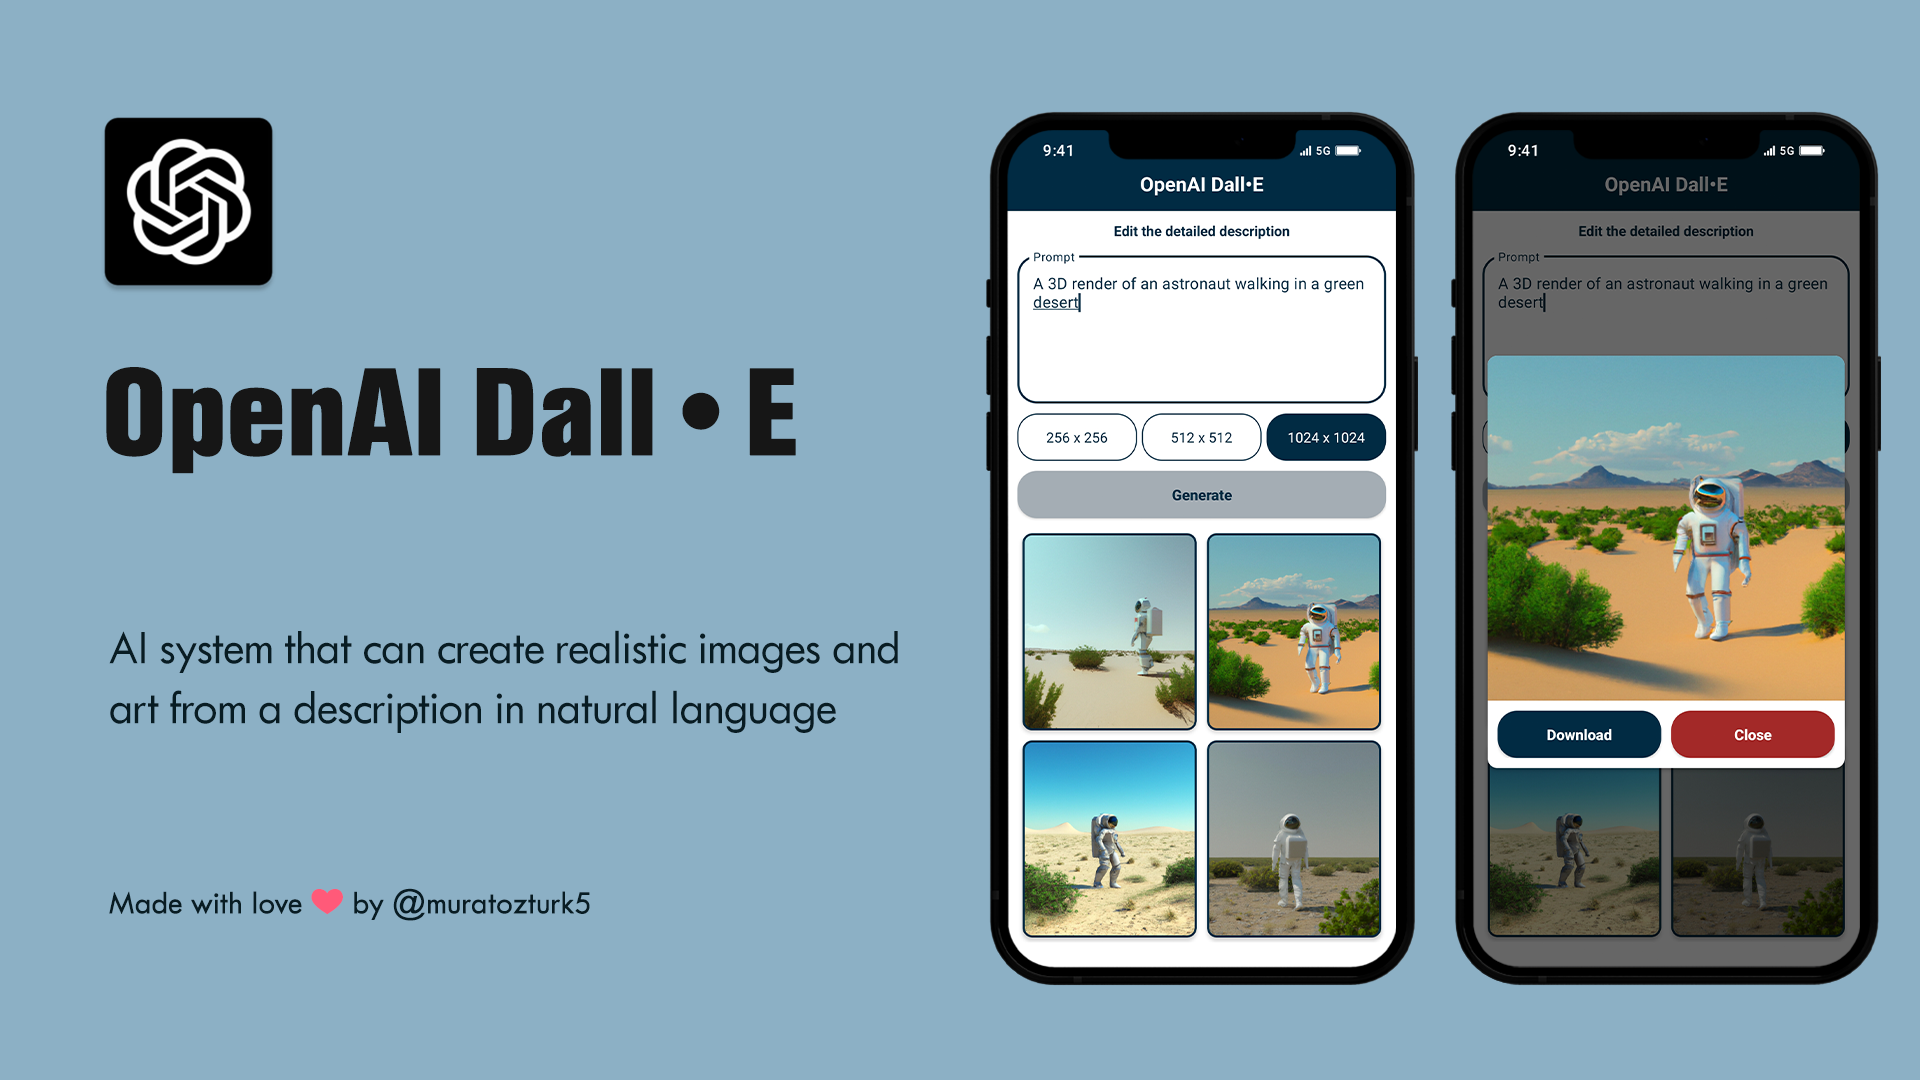 OpenAI Dall • E
AI system that can create realistic images and
art from a description in natural language
Made with love ❤ by @muratozturk5
9:41
5G
OpenAI Dall•E
Edit the detailed description
Prompt
A 3D render of an astronaut walking in a green
desert
256 x 256
512 x 512
1024 x 1024
Generate
9:41
5G
OpenAI Dall•E
Edit the detailed description
Prompt
A 3D render of an astronaut walking in a green
desert
Download
Close